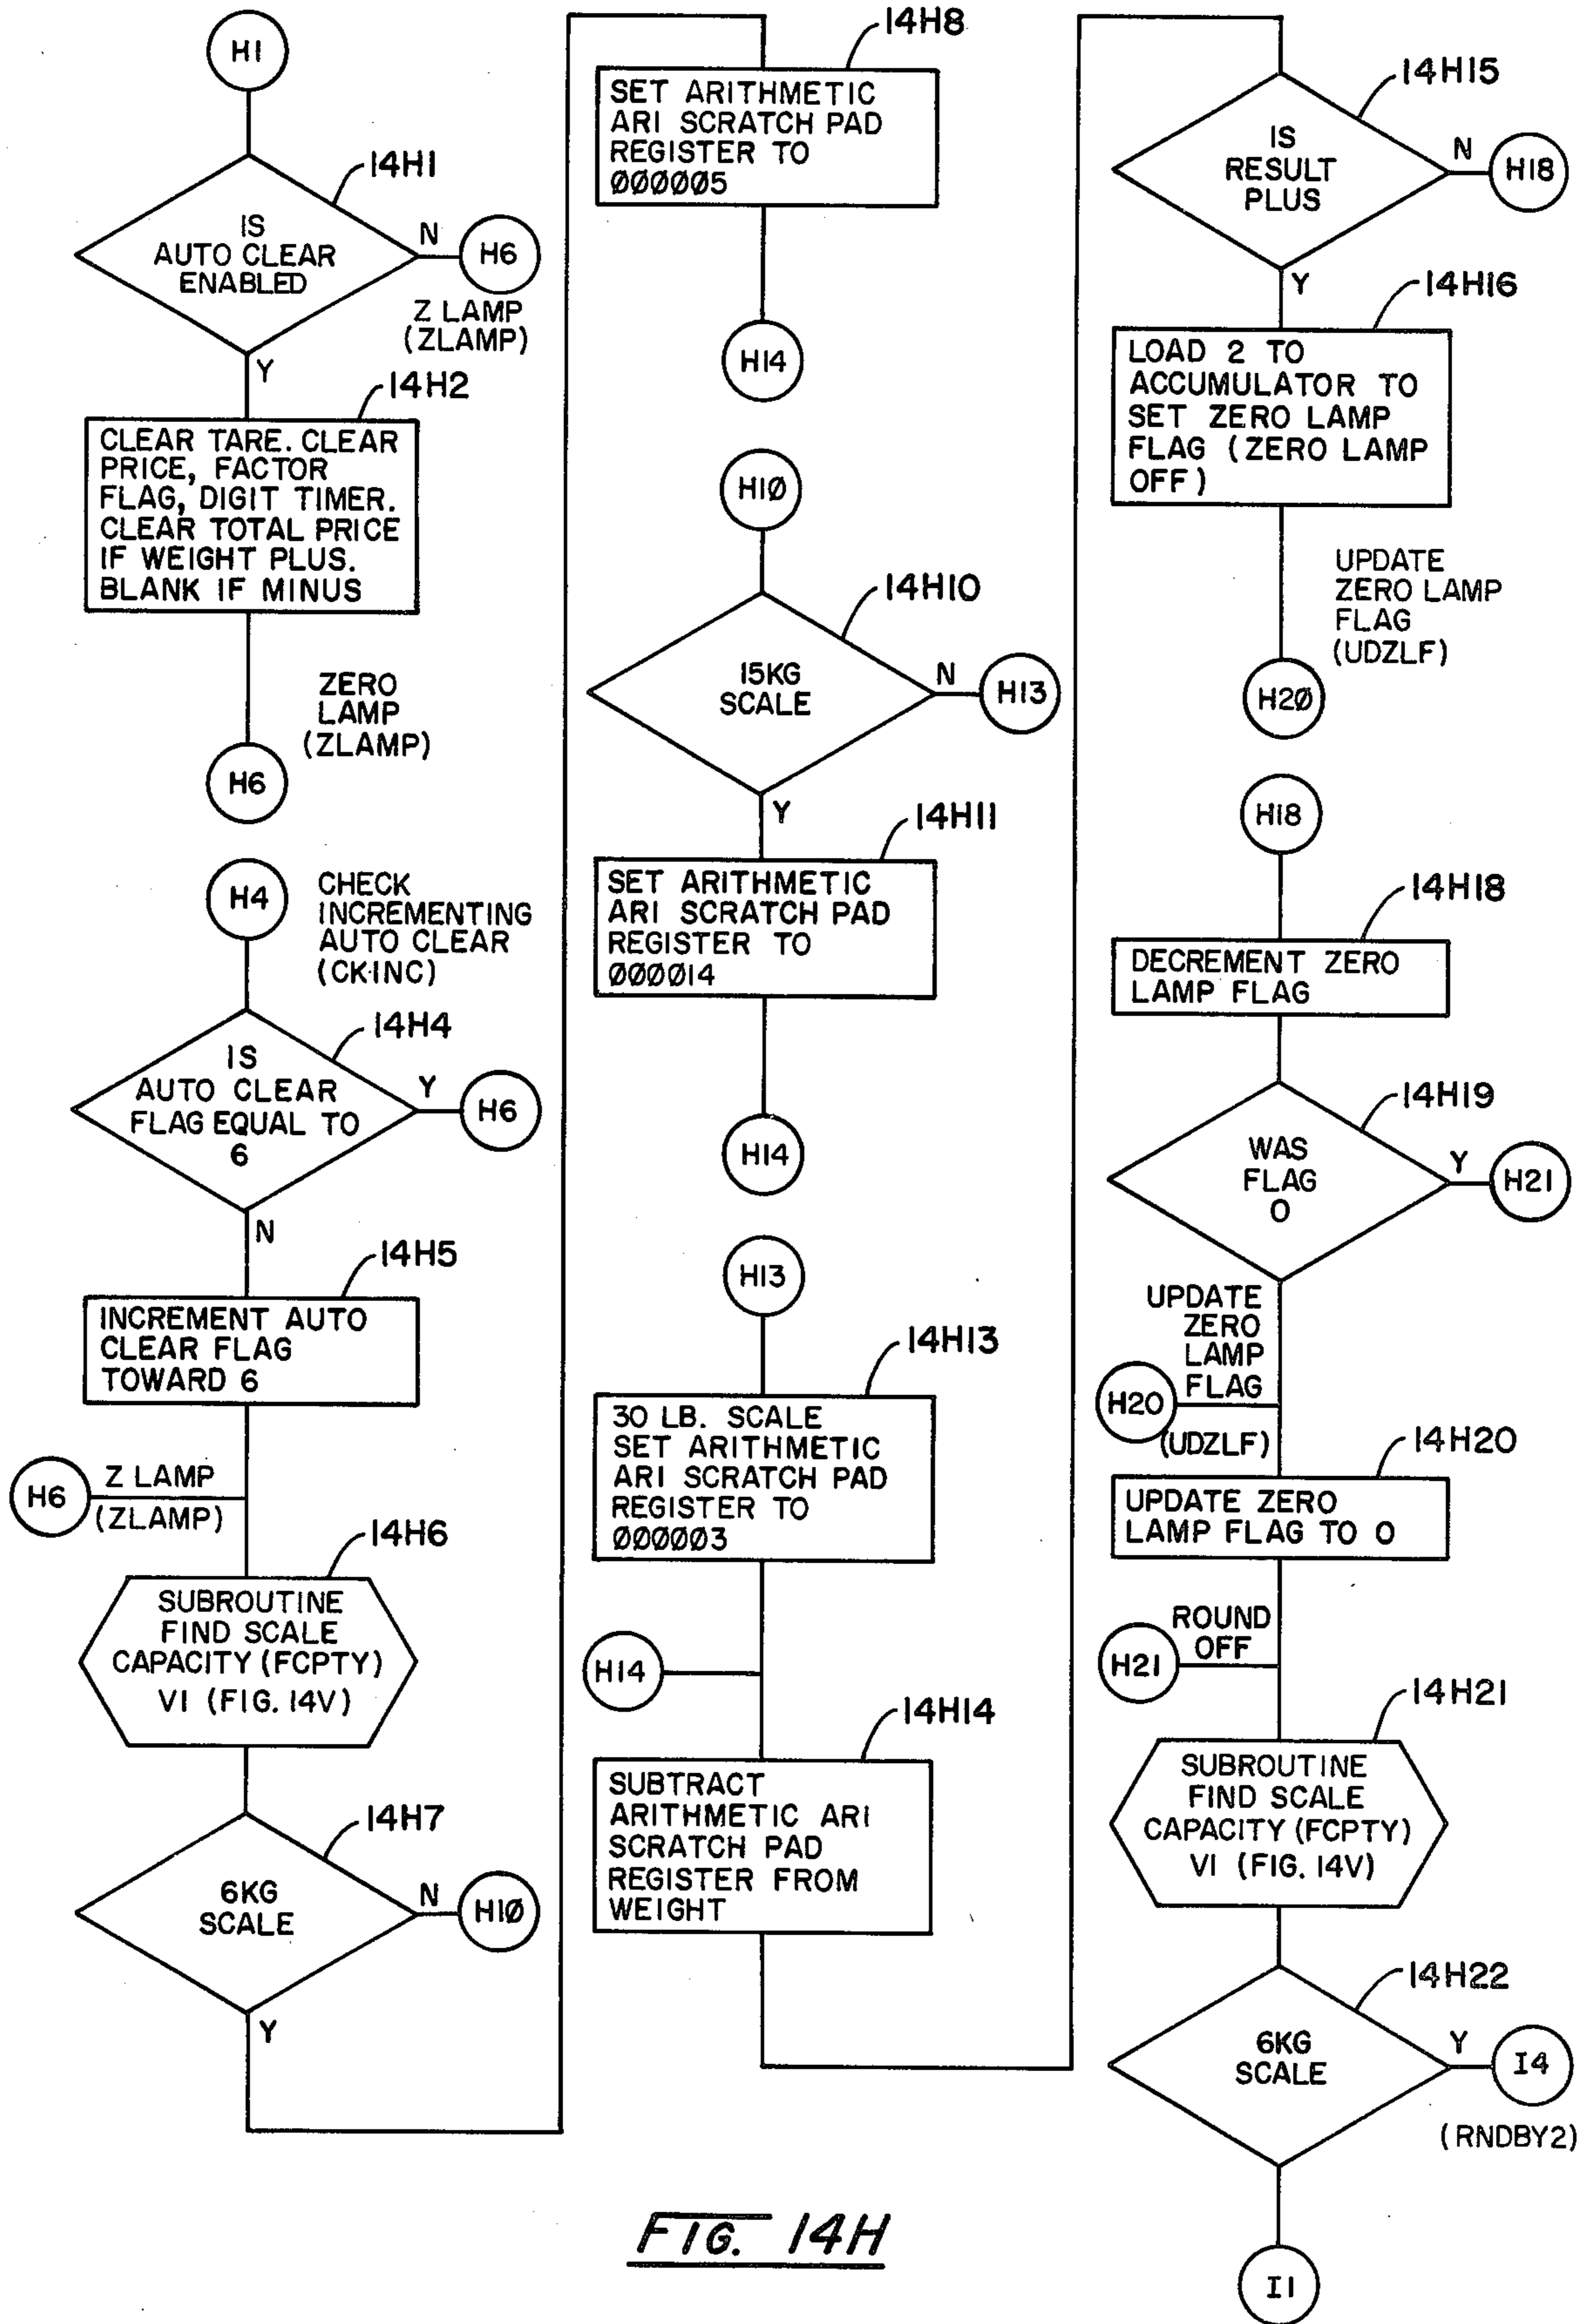 H1
14H1
IS
AUTO CLEAR
ENABLED
N
H6
Z LAMP
(ZLAMP)
Y
14H2
CLEAR TARE. CLEAR
PRICE, FACTOR
FLAG, DIGIT TIMER.
CLEAR TOTAL PRICE
IF WEIGHT PLUS.
BLANK IF MINUS
ZERO
LAMP
(ZLAMP)
H6
H4
CHECK
INCREMENTING
AUTO CLEAR
(CKINC)
14H4
IS
AUTO CLEAR
FLAG EQUAL TO
6
Y
H6
N
14H5
INCREMENT AUTO
CLEAR FLAG
TOWARD 6
H6
Z LAMP
(ZLAMP)
14H6
SUBROUTINE
FIND SCALE
CAPACITY (FCPTY)
V1 (FIG. 14V)
14H7
6KG
SCALE
N
H1Ø
Y
14H8
SET ARITHMETIC
AR1 SCRATCH PAD
REGISTER TO
ØØØØØ5
H14
H1Ø
14H10
15KG
SCALE
N
H13
Y
14H11
SET ARITHMETIC
AR1 SCRATCH PAD
REGISTER TO
ØØØØ14
H14
H13
14H13
30 LB. SCALE
SET ARITHMETIC
AR1 SCRATCH PAD
REGISTER TO
ØØØØØ3
H14
14H14
SUBTRACT
ARITHMETIC AR1
SCRATCH PAD
REGISTER FROM
WEIGHT
14H15
IS
RESULT
PLUS
N
H18
Y
14H16
LOAD 2 TO
ACCUMULATOR TO
SET ZERO LAMP
FLAG (ZERO LAMP
OFF)
UPDATE
ZERO LAMP
FLAG
(UDZLF)
H2Ø
H18
14H18
DECREMENT ZERO
LAMP FLAG
14H19
WAS
FLAG
0
Y
H21
UPDATE
ZERO
LAMP
FLAG
H20
(UDZLF)
14H20
UPDATE ZERO
LAMP FLAG TO 0
ROUND
OFF
H21
14H21
SUBROUTINE
FIND SCALE
CAPACITY (FCPTY)
V1 (FIG. 14V)
14H22
6KG
SCALE
Y
I4
(RNDBY2)
I1
FIG. 14H